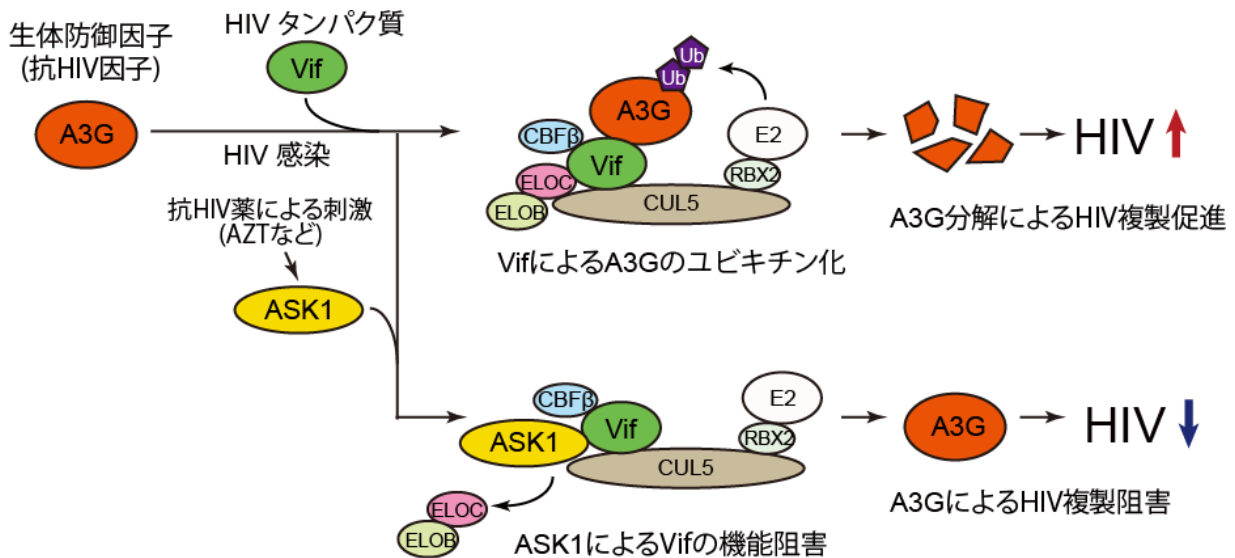 生体防御因子
(抗HIV因子)
A3G
HIV タンパク質
Vif
HIV 感染
抗HIV薬による刺激
(AZTなど)
ASK1
Ub
Ub
A3G
CBFβ
Vif
ELOC
ELOB
CUL5
E2
RBX2
VifによるA3Gのユビキチン化
HIV
A3G分解によるHIV複製促進
CBFβ
Vif
ASK1
CUL5
E2
RBX2
ELOC
ELOB
ASK1によるVifの機能阻害
A3G
HIV
A3GによるHIV複製阻害